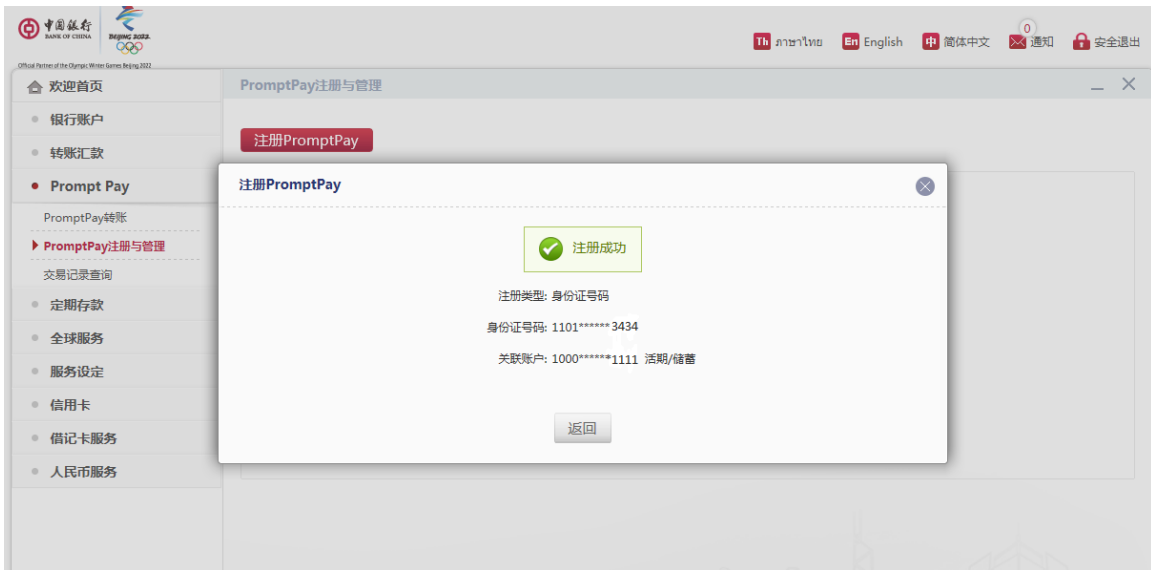 中国银行
BANK OF CHINA
BEIJING 2022
Official Partner of the Olympic Winter Games Beijing 2022
Th ภาษาไทย
En English
中 简体中文
0
通知
安全退出
欢迎首页
银行账户
转账汇款
Prompt Pay
PromptPay转账
PromptPay注册与管理
交易记录查询
定期存款
全球服务
服务设定
信用卡
借记卡服务
人民币服务
PromptPay注册与管理
注册PromptPay
注册PromptPay
注册成功
注册类型: 身份证号码
身份证号码: 1101******3434
关联账户: 1000******1111 活期/储蓄
返回